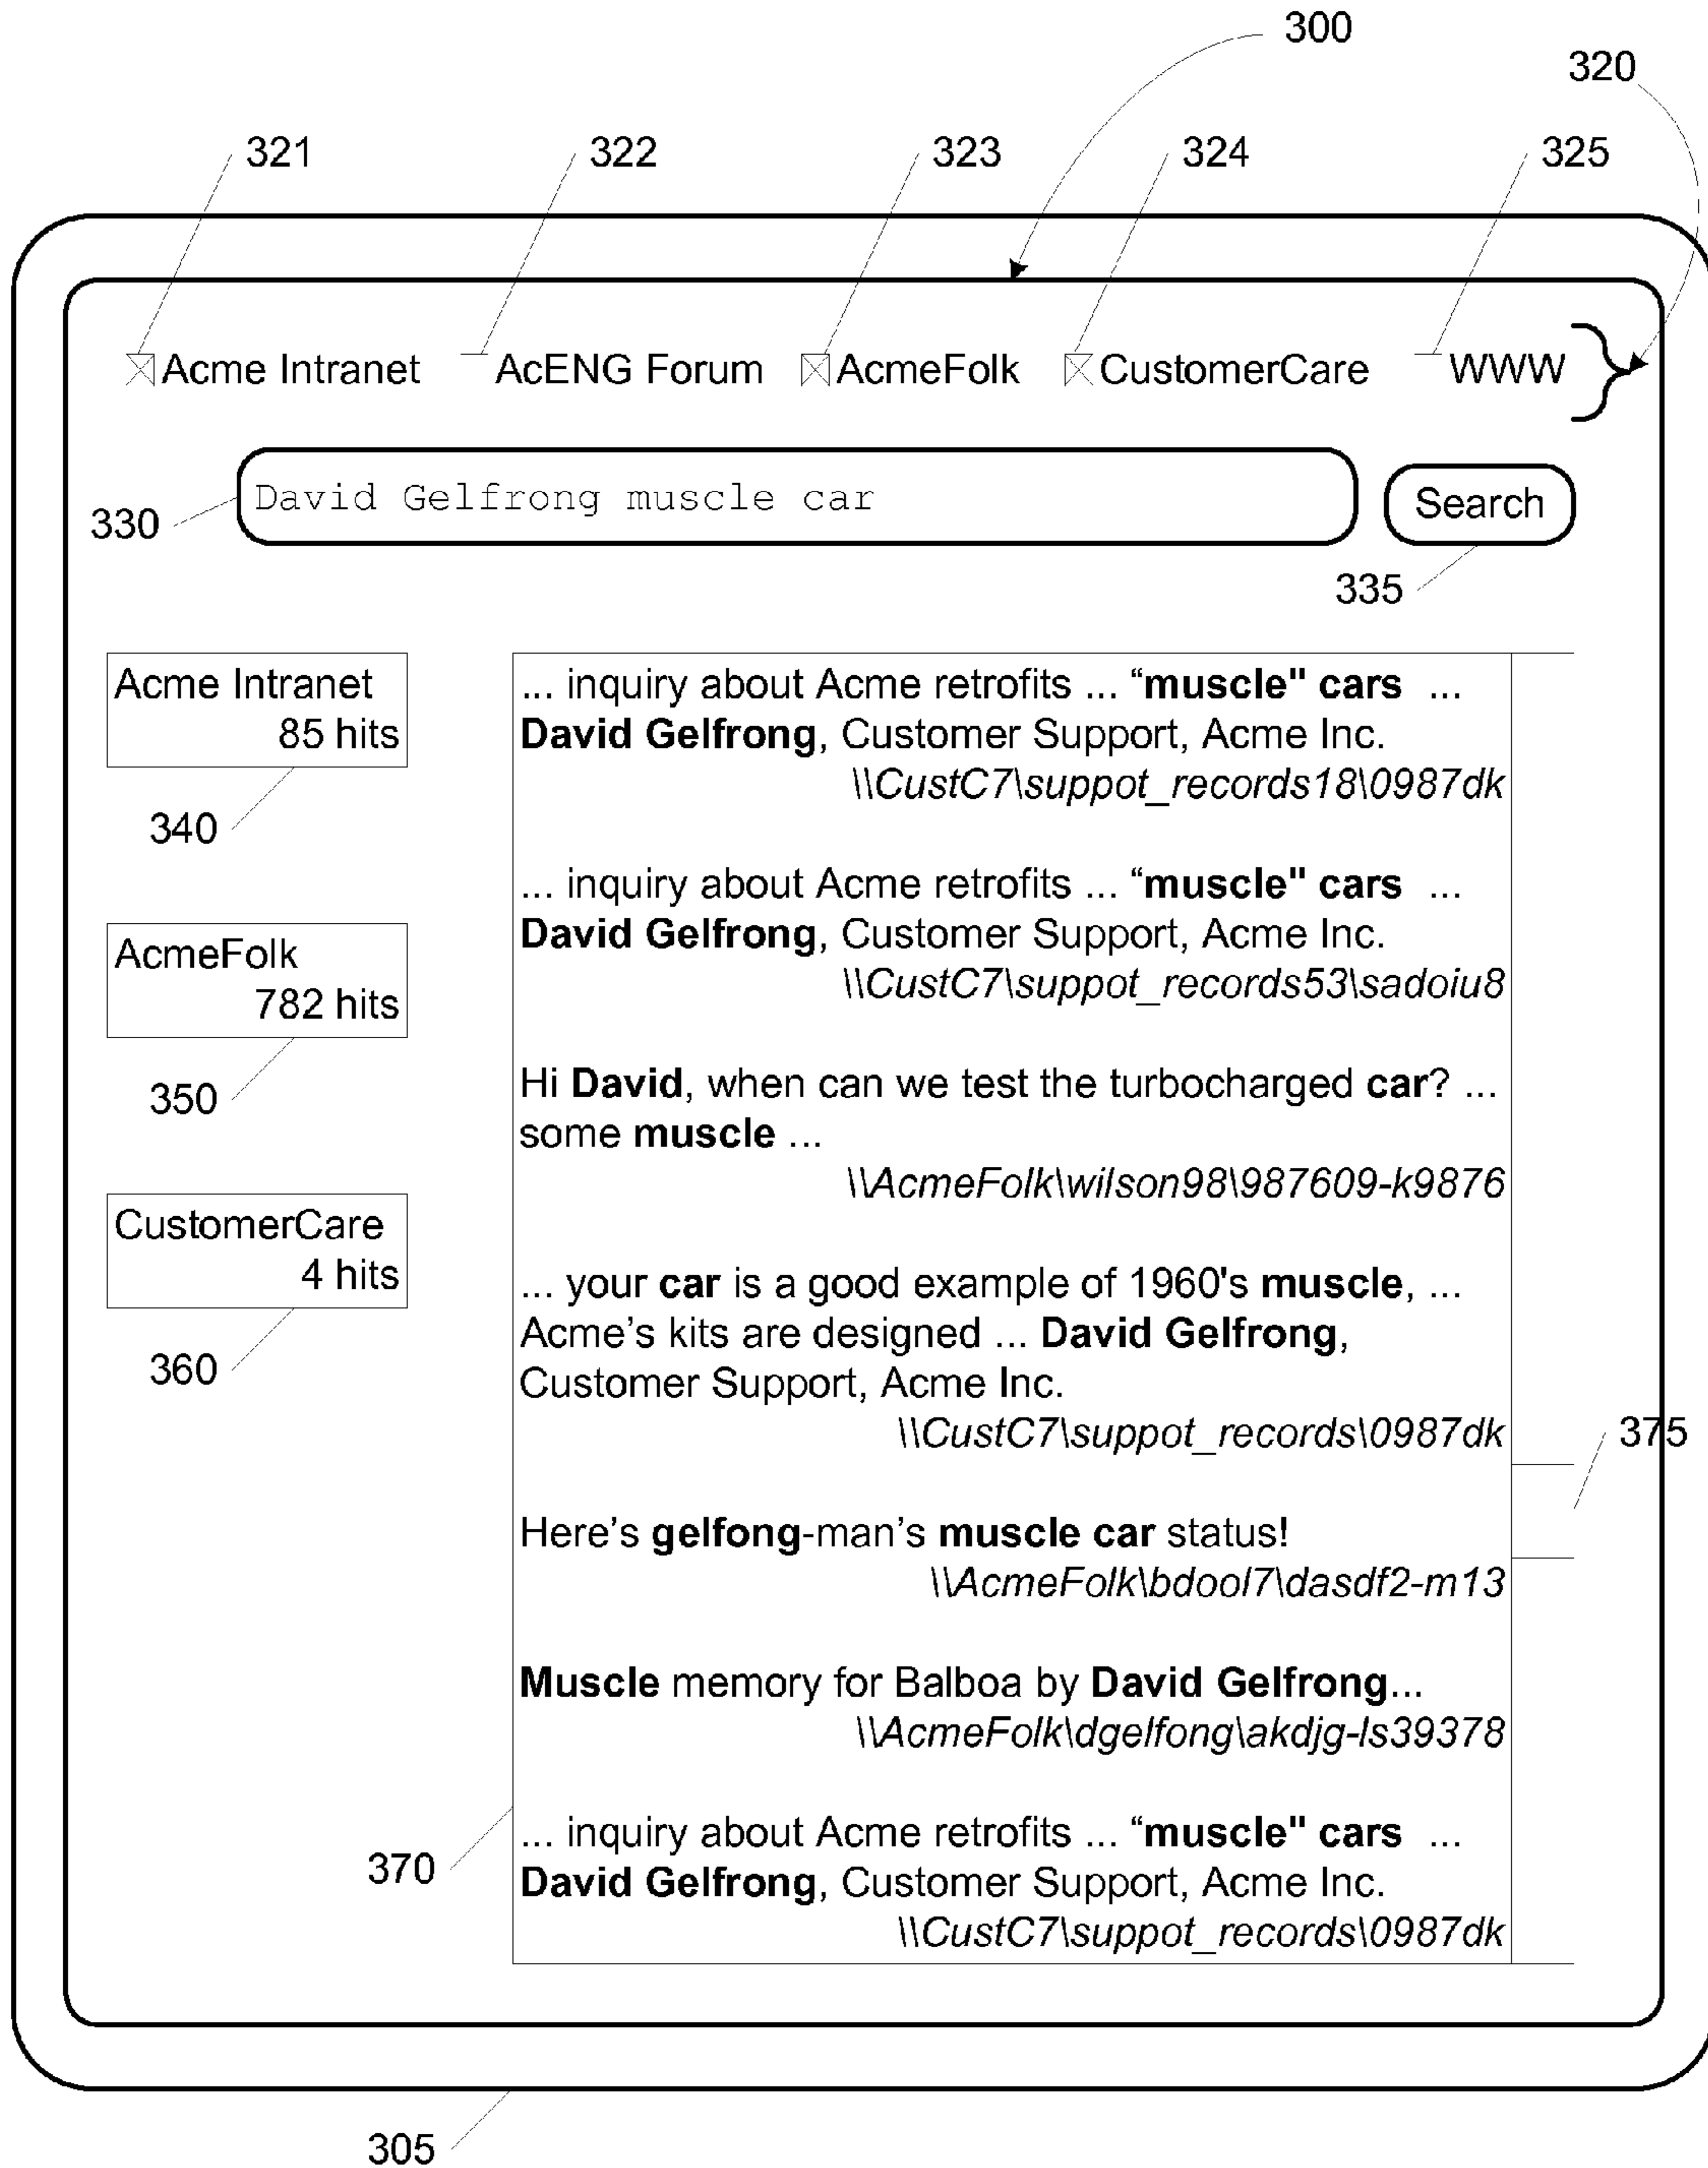 300
320
321
322
323
324
325
Acme Intranet AcENG Forum AcmeFolk CustomerCare WWW
David Gelfrong muscle car
Search
330
335
Acme Intranet
85 hits
340
AcmeFolk
782 hits
350
CustomerCare
4 hits
360
... inquiry about Acme retrofits ... “muscle" cars ...
David Gelfrong, Customer Support, Acme Inc.
\\CustC7\suppot_records18\0987dk
... inquiry about Acme retrofits ... “muscle" cars ...
David Gelfrong, Customer Support, Acme Inc.
\\CustC7\suppot_records53\sadoiu8
Hi David, when can we test the turbocharged car? ...
some muscle ...
\\AcmeFolk\wilson98\987609-k9876
... your car is a good example of 1960's muscle, ...
Acme’s kits are designed ... David Gelfrong,
Customer Support, Acme Inc.
\\CustC7\suppot_records\0987dk
375
Here’s gelfong-man’s muscle car status!
\\AcmeFolk\bdool7\dasdf2-m13
Muscle memory for Balboa by David Gelfrong...
\\AcmeFolk\dgelfong\akdjg-ls39378
... inquiry about Acme retrofits ... “muscle" cars ...
David Gelfrong, Customer Support, Acme Inc.
\\CustC7\suppot_records\0987dk
370
305